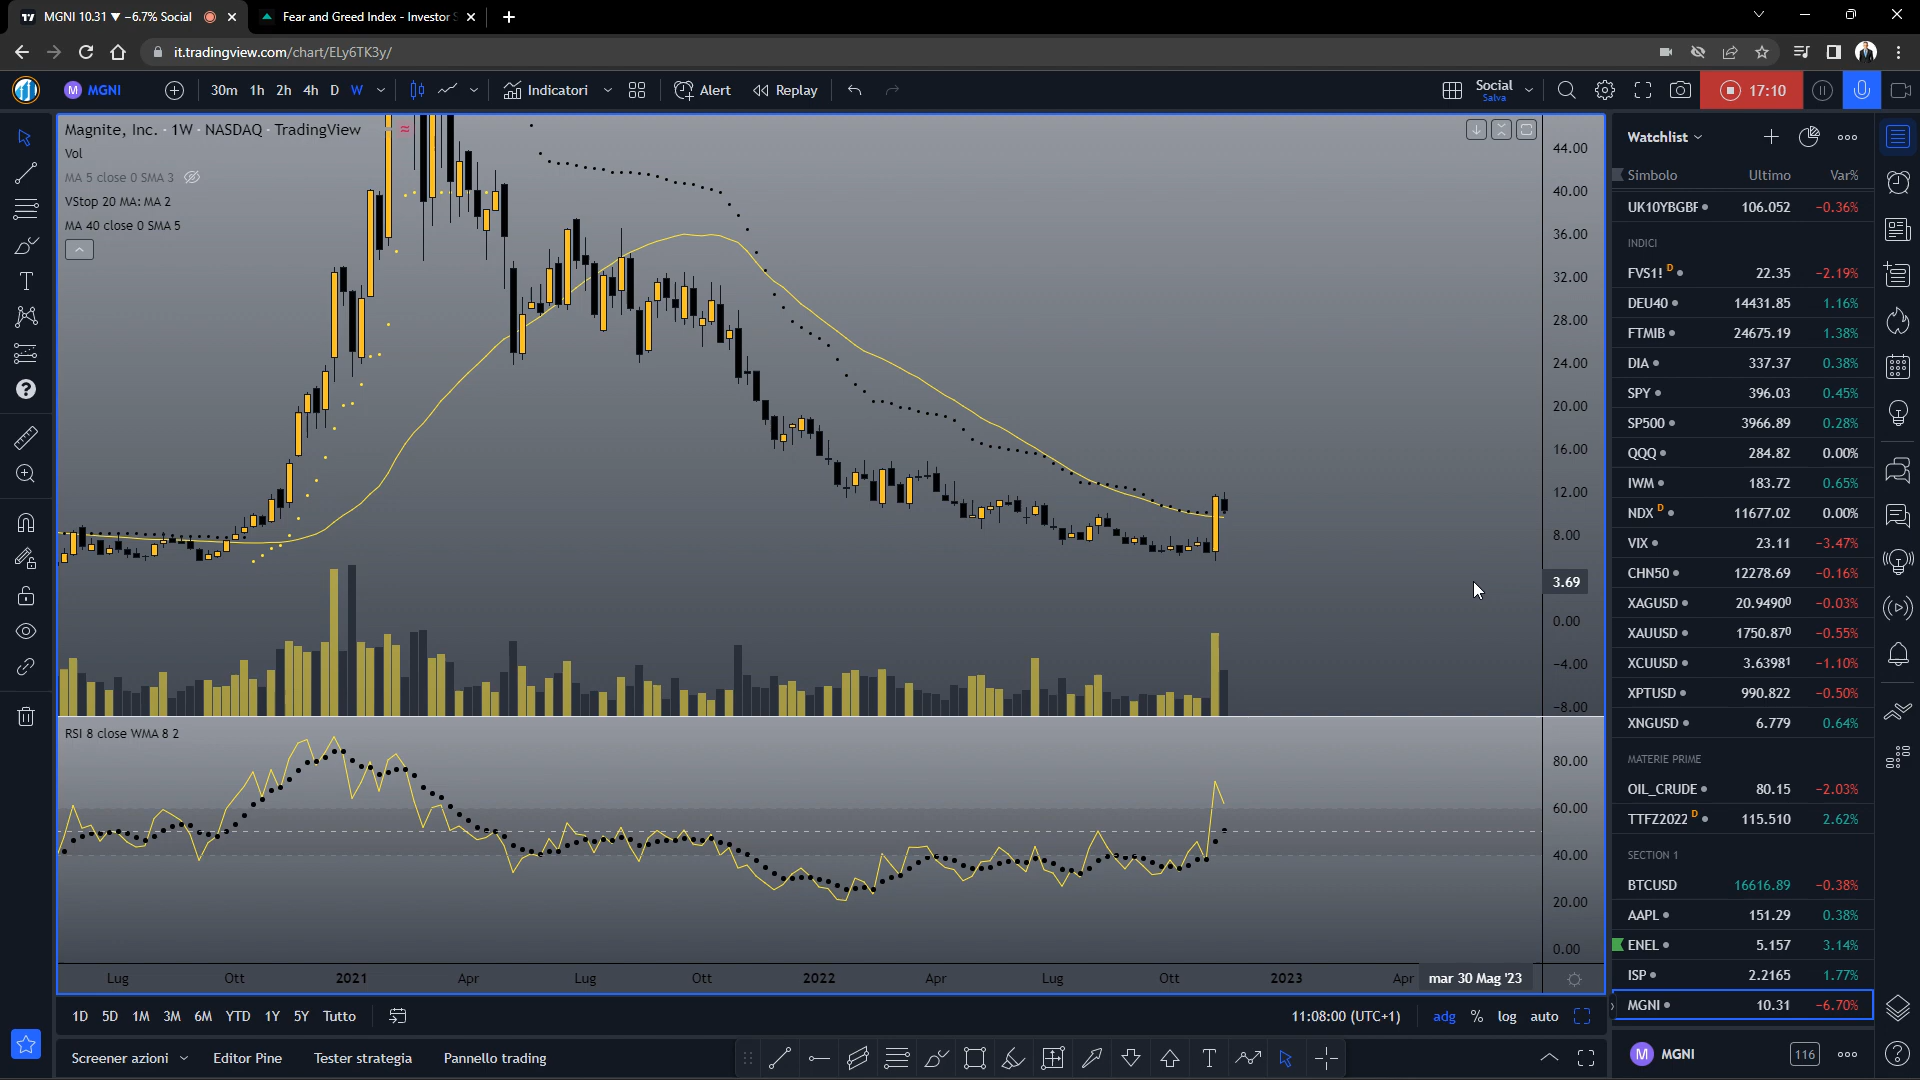 MGNI 10.31 ▼ −6.7% Social
Fear and Greed Index - Investor S
it.tradingview.com/chart/ELy6TK3y/
M MGNI
30m 1h 2h 4h D W
Indicatori
Alert
Replay
Social
Salva
17:10
Magnite, Inc. · 1W · NASDAQ · TradingView
Vol
MA 5 close 0 SMA 3
VStop 20 MA: MA 2
MA 40 close 0 SMA 5
44.00
40.00
36.00
32.00
28.00
24.00
20.00
16.00
12.00
8.00
3.69
0.00
−4.00
−8.00
RSI 8 close WMA 8 2
80.00
60.00
40.00
20.00
0.00
Lug Ott 2021 Apr Lug Ott 2022 Apr Lug Ott 2023 Apr mar 30 Mag '23
1D 5D 1M 3M 6M YTD 1Y 5Y Tutto
11:08:00 (UTC+1)
adg % log auto
Screener azioni
Editor Pine
Tester strategia
Pannello trading
Watchlist
Simbolo Ultimo Var%
UK10YBGBF 106.052 −0.36%
INDICI
FVS1! D 22.35 −2.19%
DEU40 14431.85 1.16%
FTMIB 24675.19 1.38%
DIA 337.37 0.38%
SPY 396.03 0.45%
SP500 3966.89 0.28%
QQQ 284.82 0.00%
IWM 183.72 0.65%
NDX D 11677.02 0.00%
VIX 23.11 −3.47%
CHN50 12278.69 −0.16%
XAGUSD 20.9490⁰ −0.03%
XAUUSD 1750.87⁰ −0.55%
XCUUSD 3.6398¹ −1.10%
XPTUSD 990.822 −0.50%
XNGUSD 6.779 0.64%
MATERIE PRIME
OIL_CRUDE 80.15 −2.03%
TTFZ2022 D 115.510 2.62%
SECTION 1
BTCUSD 16616.89 −0.38%
AAPL 151.29 0.38%
ENEL 5.157 3.14%
ISP 2.2165 1.77%
MGNI 10.31 −6.70%
M MGNI
116